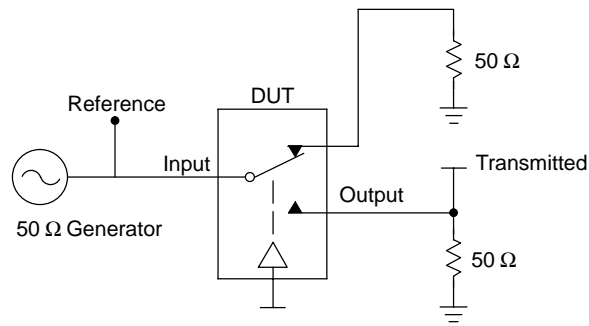 50 Ω
DUT
Reference
Input
Transmitted
Output
50 Ω Generator
50 Ω